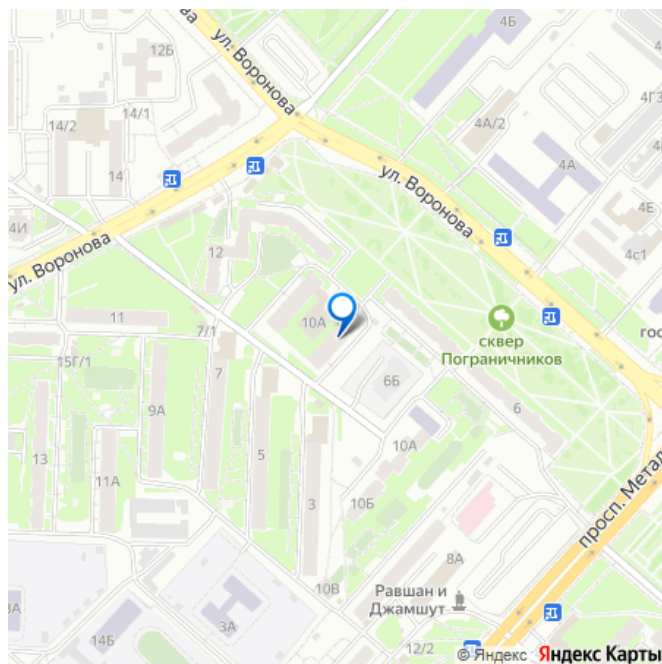 4Б
12Б
ул. Воронова
14/1
14/2
4Г3
4А/2
4А
14
ул. Воронова
4Е
4И
12
4с1
ул. Воронова
11
10А
7/1
сквер
Пограничников
гос
15Г/1
7
6Б
6
9А
5
10А
13
11А
3
10Б
просп. Метал
8А
10В
Равшан и
Джамшут
3А
3А
14Б
12/2
© Яндекс Яндекс Карты